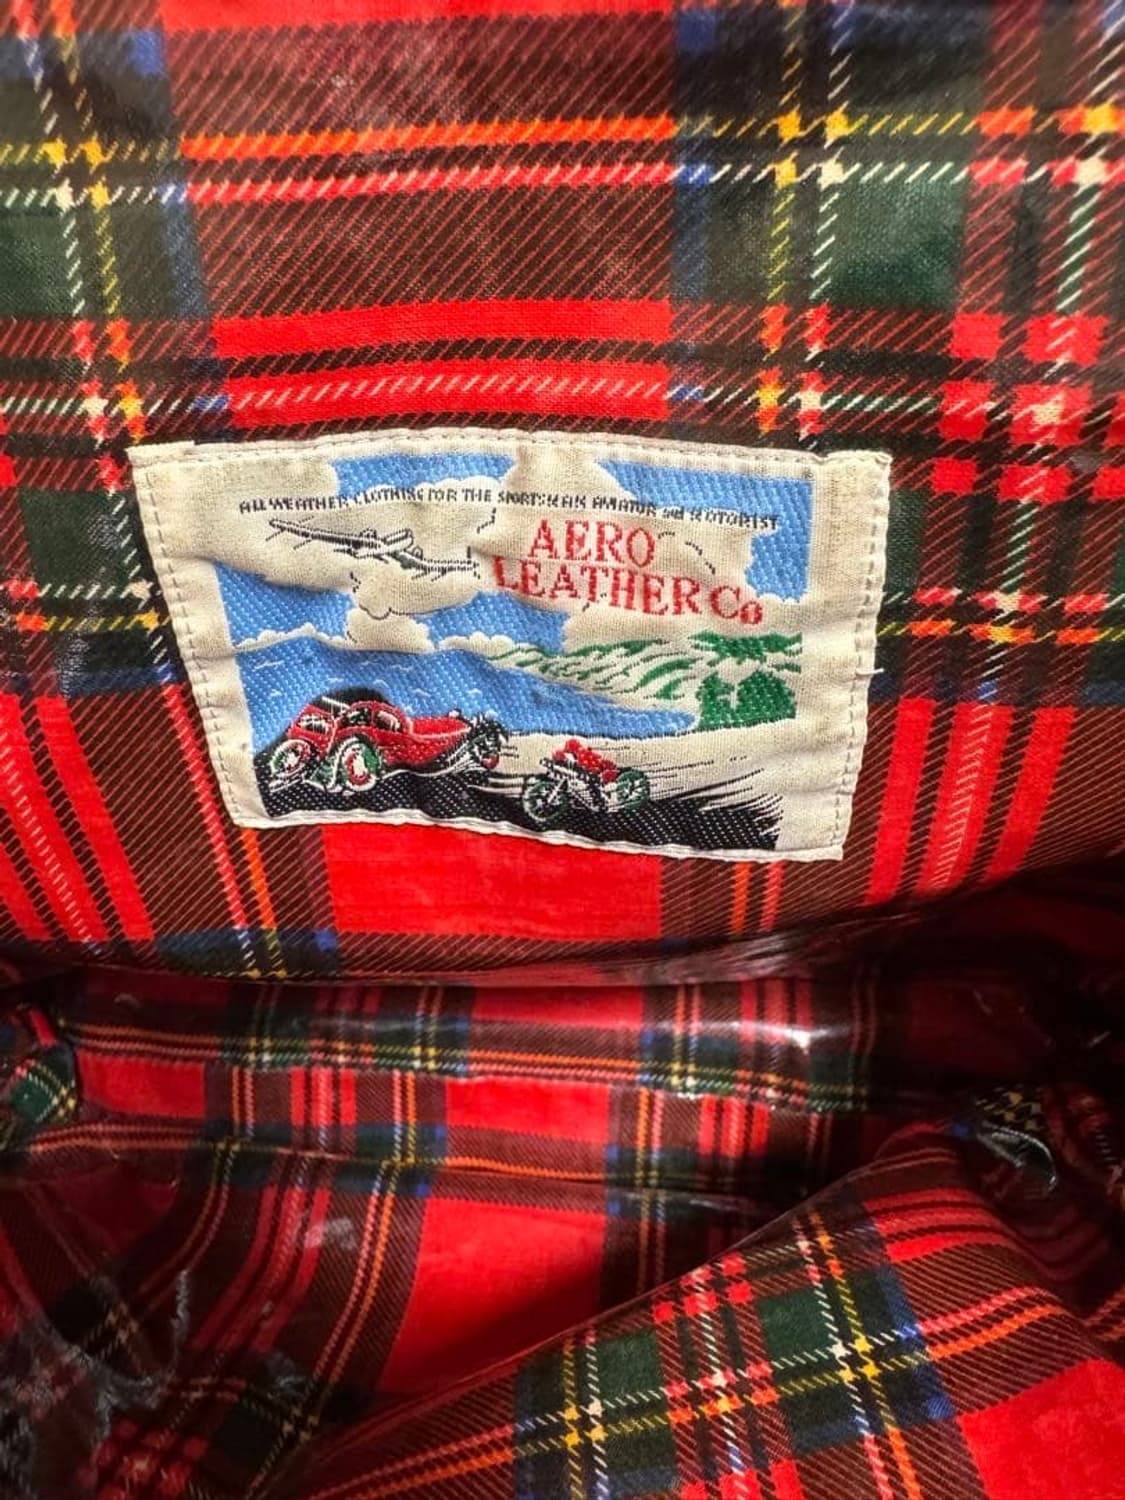 ALL WEATHER CLOTHING FOR THE SPORTSMAN AVIATOR and MOTORIST
AERO
LEATHER Co